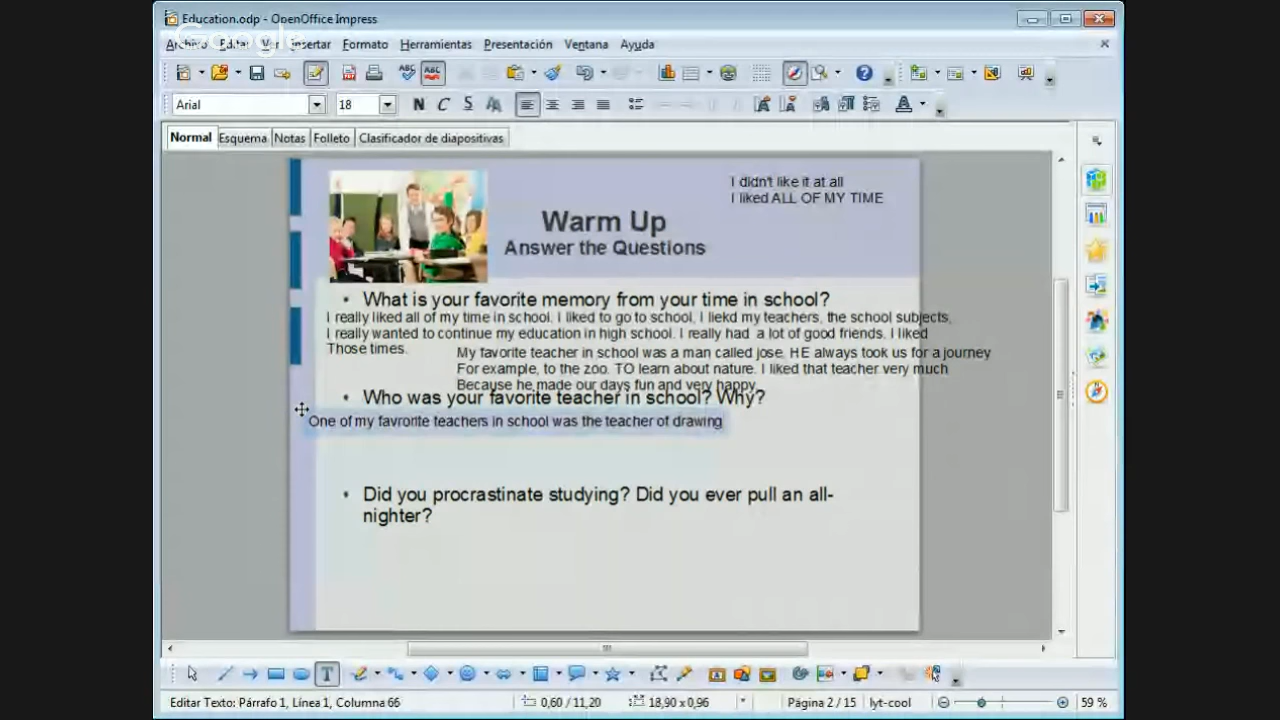 Education.odp - OpenOffice Impress
Google
Archivo Editar Ver Insertar Formato Herramientas Presentación Ventana Ayuda
Arial 18 N C S A
Normal Esquema Notas Folleto Clasificador de diapositivas
I didn't like it at all
I liked ALL OF MY TIME
Warm Up
Answer the Questions
• What is your favorite memory from your time in school?
I really liked all of my time in school. I liked to go to school, I liekd my teachers, the school subjects,
I really wanted to continue my education in high school. I really had a lot of good friends. I liked
Those times.
My favorite teacher in school was a man called jose, HE always took us for a journey
For example, to the zoo. TO learn about nature. I liked that teacher very much
Because he made our days fun and very happy
• Who was your favorite teacher in school? Why?
One of my favrorite teachers in school was the teacher of drawing
• Did you procrastinate studying? Did you ever pull an all-
nighter?
Editar Texto: Párrafo 1, Línea 1, Columna 66 0,60 / 11,20 18,90 x 0,96 * Página 2 / 15 lyt-cool 59 %